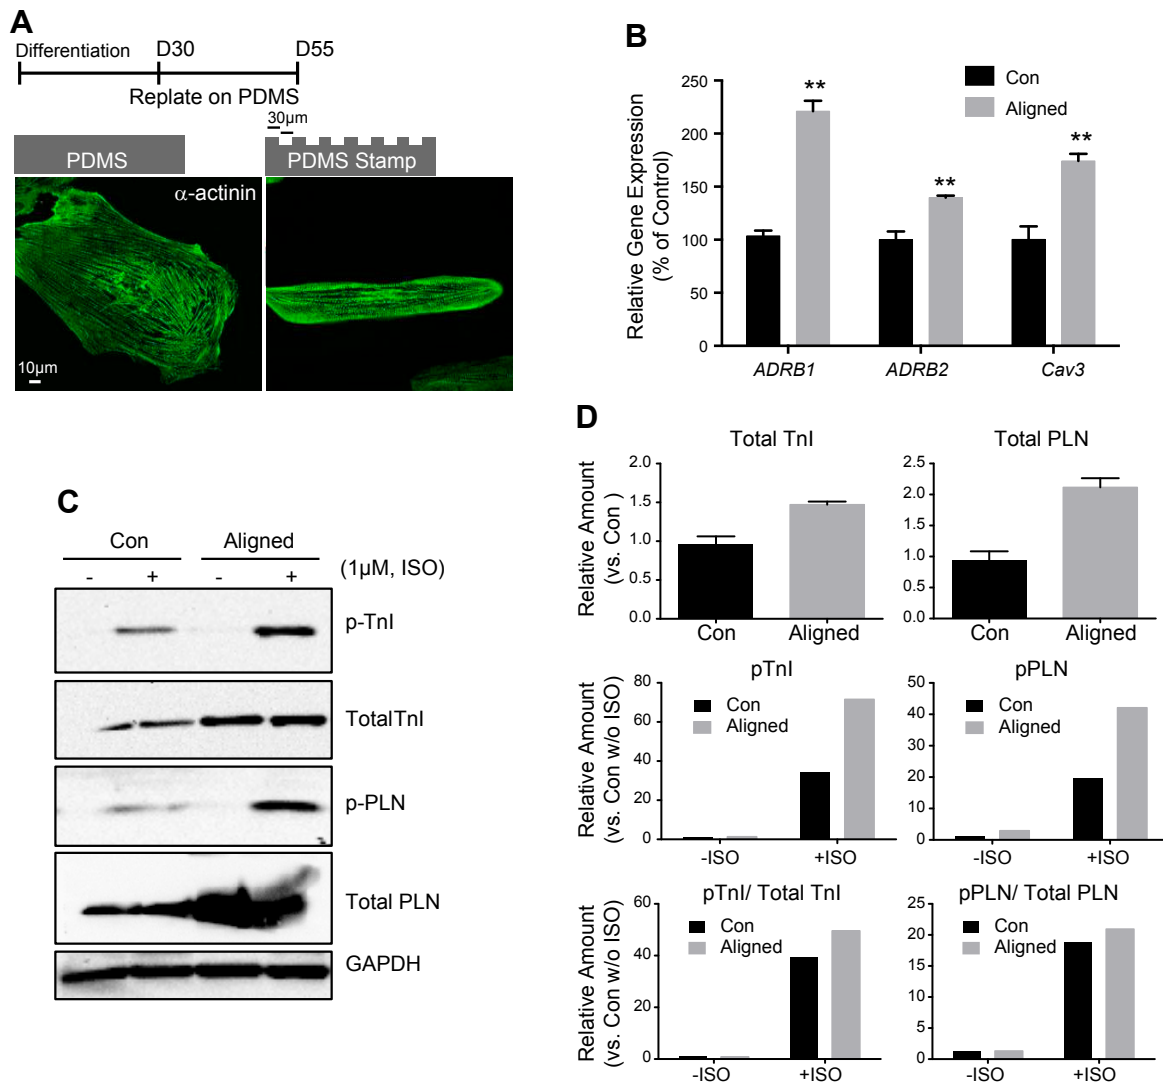 A
Differentiation D30 D55
Replate on PDMS
30µm
PDMS
PDMS Stamp
α-actinin
10µm
B
Relative Gene Expression
(% of Control)
250
200
150
100
50
0
Con
Aligned
**
**
**
ADRB1 ADRB2 Cav3
C
Con Aligned
- + - + (1µM, ISO)
p-TnI
TotalTnI
p-PLN
Total PLN
GAPDH
D
Total TnI
Relative Amount
(vs. Con )
2.0
1.5
1.0
0.5
0.0
Con Aligned
Total PLN
2.5
2.0
1.5
1.0
0.5
0.0
Con Aligned
pTnI
Relative Amount
(vs. Con w/o ISO)
80
60
40
20
0
Con
Aligned
-ISO +ISO
pPLN
50
40
30
20
10
0
Con
Aligned
-ISO +ISO
pTnI/ Total TnI
Relative Amount
(vs. Con w/o ISO)
60
40
20
0
Con
Aligned
-ISO +ISO
pPLN/ Total PLN
25
20
15
10
5
0
Con
Aligned
-ISO +ISO